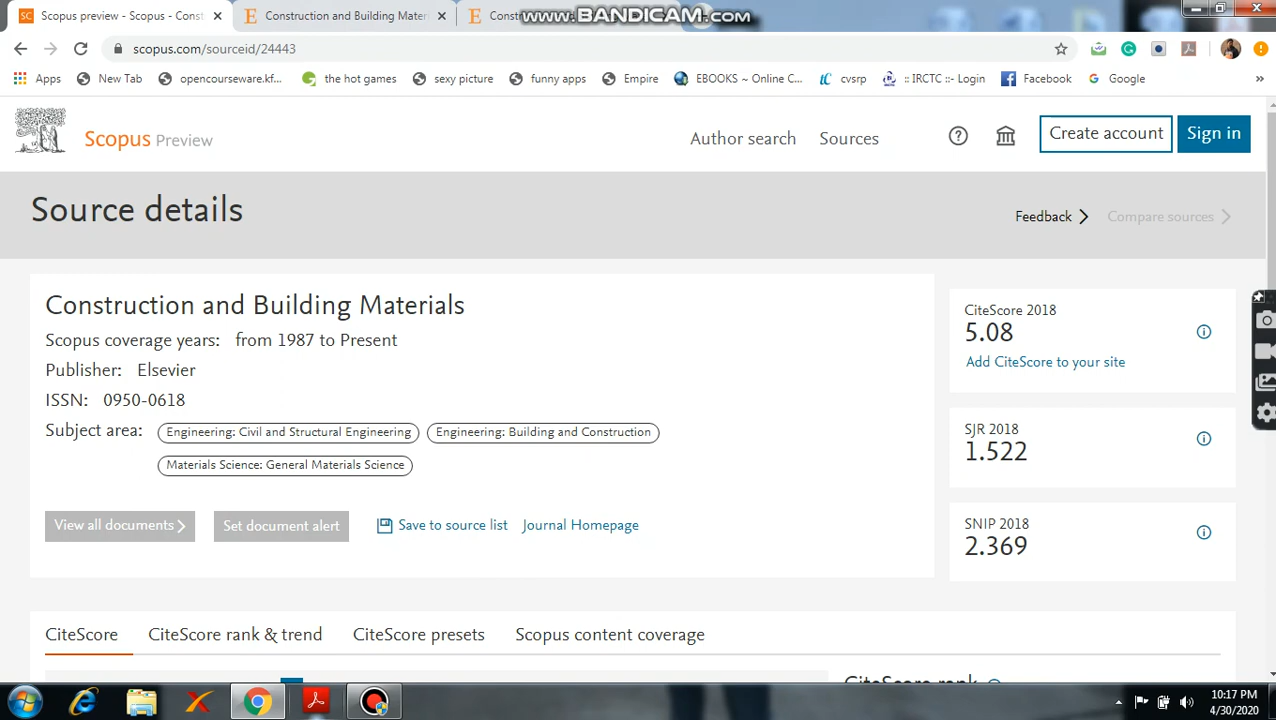 Scopus preview - Scopus - Const
Construction and Building Mater
Const
www.BANDICAM.com
scopus.com/sourceid/24443
Apps
New Tab
opencourseware.kf...
the hot games
sexy picture
funny apps
Empire
EBOOKS ~ Online C...
cvsrp
:: IRCTC ::- Login
Facebook
Google
»
Scopus Preview
Author search
Sources
Create account
Sign in
Source details
Feedback
Compare sources
Construction and Building Materials
Scopus coverage years: from 1987 to Present
Publisher: Elsevier
ISSN: 0950-0618
Subject area: Engineering: Civil and Structural Engineering Engineering: Building and Construction
Materials Science: General Materials Science
View all documents
Set document alert
Save to source list
Journal Homepage
CiteScore 2018
5.08
Add CiteScore to your site
SJR 2018
1.522
SNIP 2018
2.369
CiteScore
CiteScore rank & trend
CiteScore presets
Scopus content coverage
CiteScore rank
10:17 PM
4/30/2020